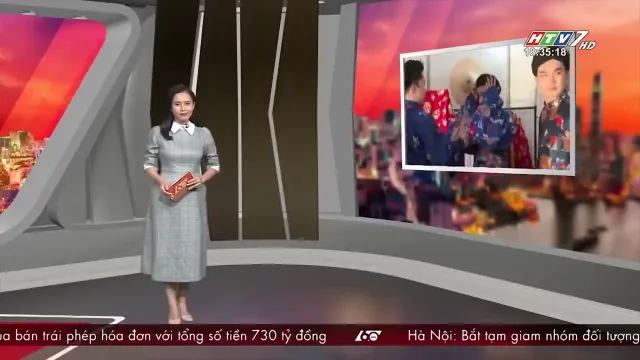 HTV7 HD
18:35:18
ua bán trái phép hóa đơn với tổng số tiền 730 tỷ đồng
Hà Nội: Bắt tạm giam nhóm đối tượng